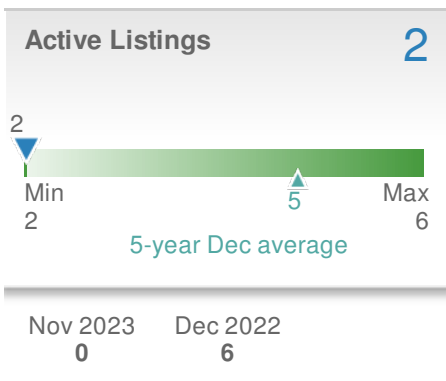 Active Listings 2
2
Min 5 Max
2 6
5-year Dec average
Nov 2023 Dec 2022
0 6